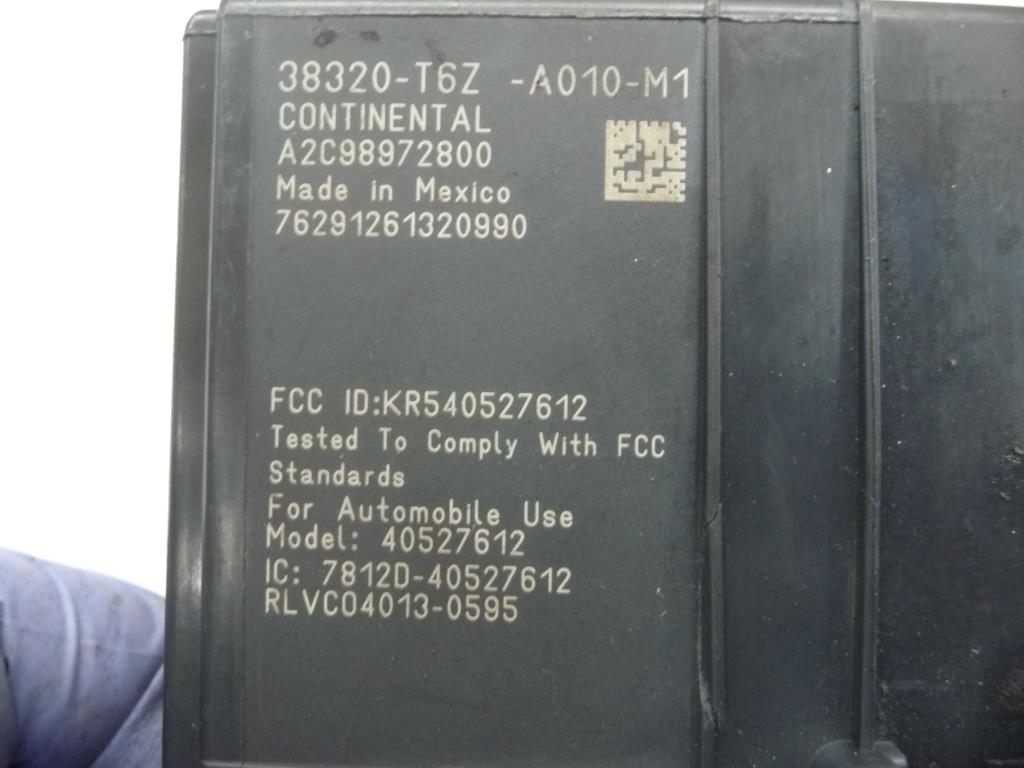 38320-T6Z -A010-M1
CONTINENTAL
A2C98972800
Made in Mexico
76291261320990
FCC ID:KR540527612
Tested To Comply With FCC
Standards
For Automobile Use
Model: 40527612
IC: 7812D-40527612
RLVCO4013-0595